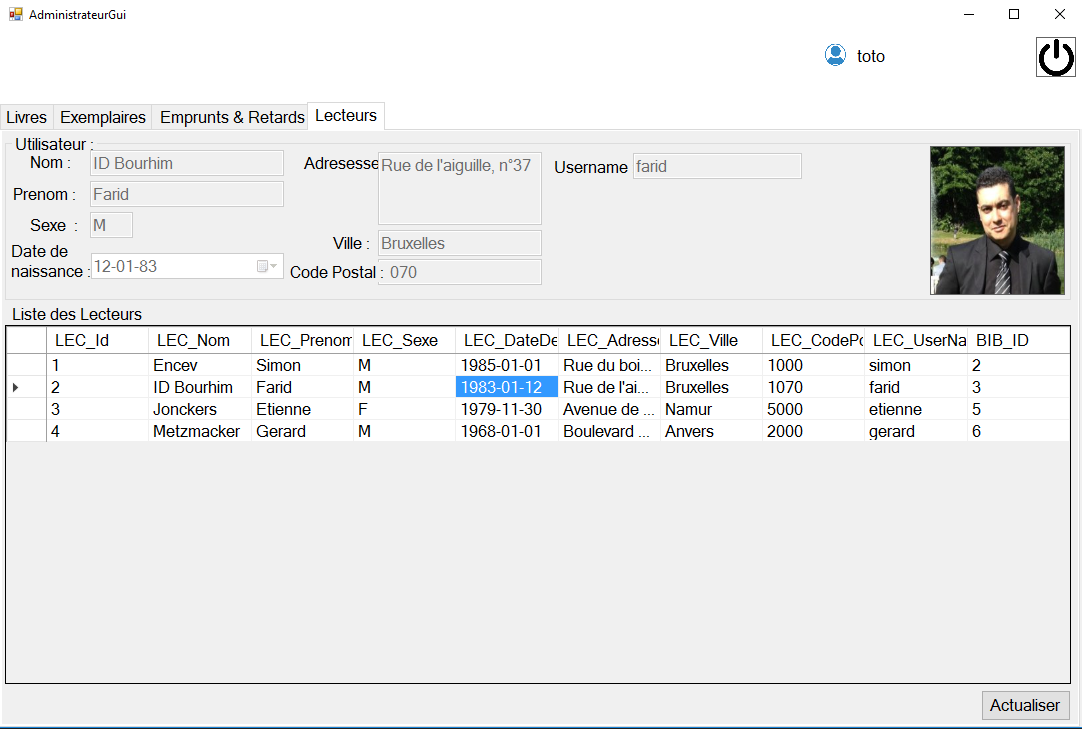 AdministrateurGui
toto
Livres Exemplaires Emprunts & Retards Lecteurs
Utilisateur :
Nom : ID Bourhim
Adresesse Rue de l'aiguille, n°37
Username farid
Prenom : Farid
Sexe : M
Ville : Bruxelles
Date de
naissance : 12-01-83
Code Postal : 070
Liste des Lecteurs
LEC_Id LEC_Nom LEC_Prenom LEC_Sexe LEC_DateDe LEC_Adress LEC_Ville LEC_CodePo LEC_UserNa BIB_ID
1 Encev Simon M 1985-01-01 Rue du boi... Bruxelles 1000 simon 2
2 ID Bourhim Farid M 1983-01-12 Rue de l'ai... Bruxelles 1070 farid 3
3 Jonckers Etienne F 1979-11-30 Avenue de ... Namur 5000 etienne 5
4 Metzmacker Gerard M 1968-01-01 Boulevard ... Anvers 2000 gerard 6
Actualiser